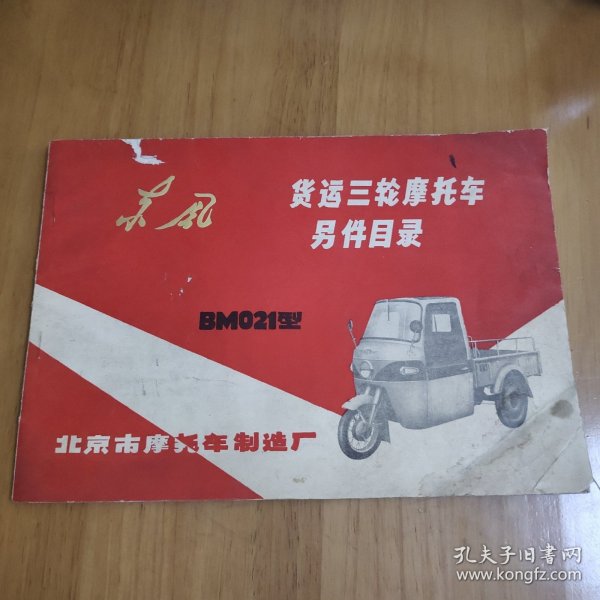 东风
货运三轮摩托车
另件目录
BM021型
北京市摩托车制造厂
孔夫子旧书网
www.kongfz.com